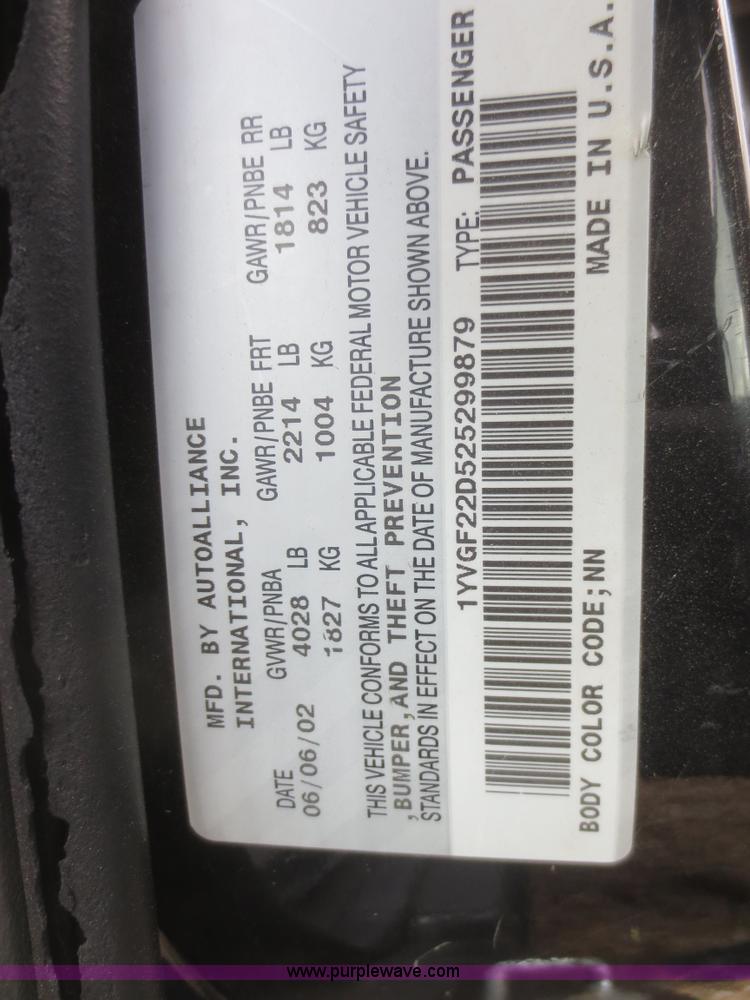 MFD. BY AUTOALLIANCE
INTERNATIONAL, INC.
DATE GVWR/PNBA GAWR/PNBE FRT GAWR/PNBE RR
06/06/02 4028 LB 2214 LB 1814 LB
1827 KG 1004 KG 823 KG
THIS VEHICLE CONFORMS TO ALL APPLICABLE FEDERAL MOTOR VEHICLE SAFETY
,BUMPER,AND THEFT PREVENTION
STANDARDS IN EFFECT ON THE DATE OF MANUFACTURE SHOWN ABOVE.
1YVGF22D525299879 TYPE: PASSENGER
BODY COLOR CODE;NN MADE IN U.S.A.
www.purplewave.com